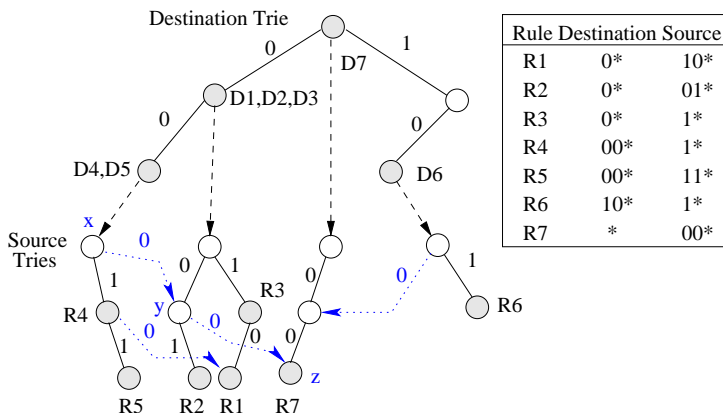 Destination Trie
0
1
D7
D1,D2,D3
0
0
D4,D5
D6
x
Source
Tries
0
0
1
0
0
1
1
R4
y
R3
R6
0
0
1
1
0
0
z
R5
R2
R1
R7
Rule Destination Source
R1 0* 10*
R2 0* 01*
R3 0* 1*
R4 00* 1*
R5 00* 11*
R6 10* 1*
R7 * 00*